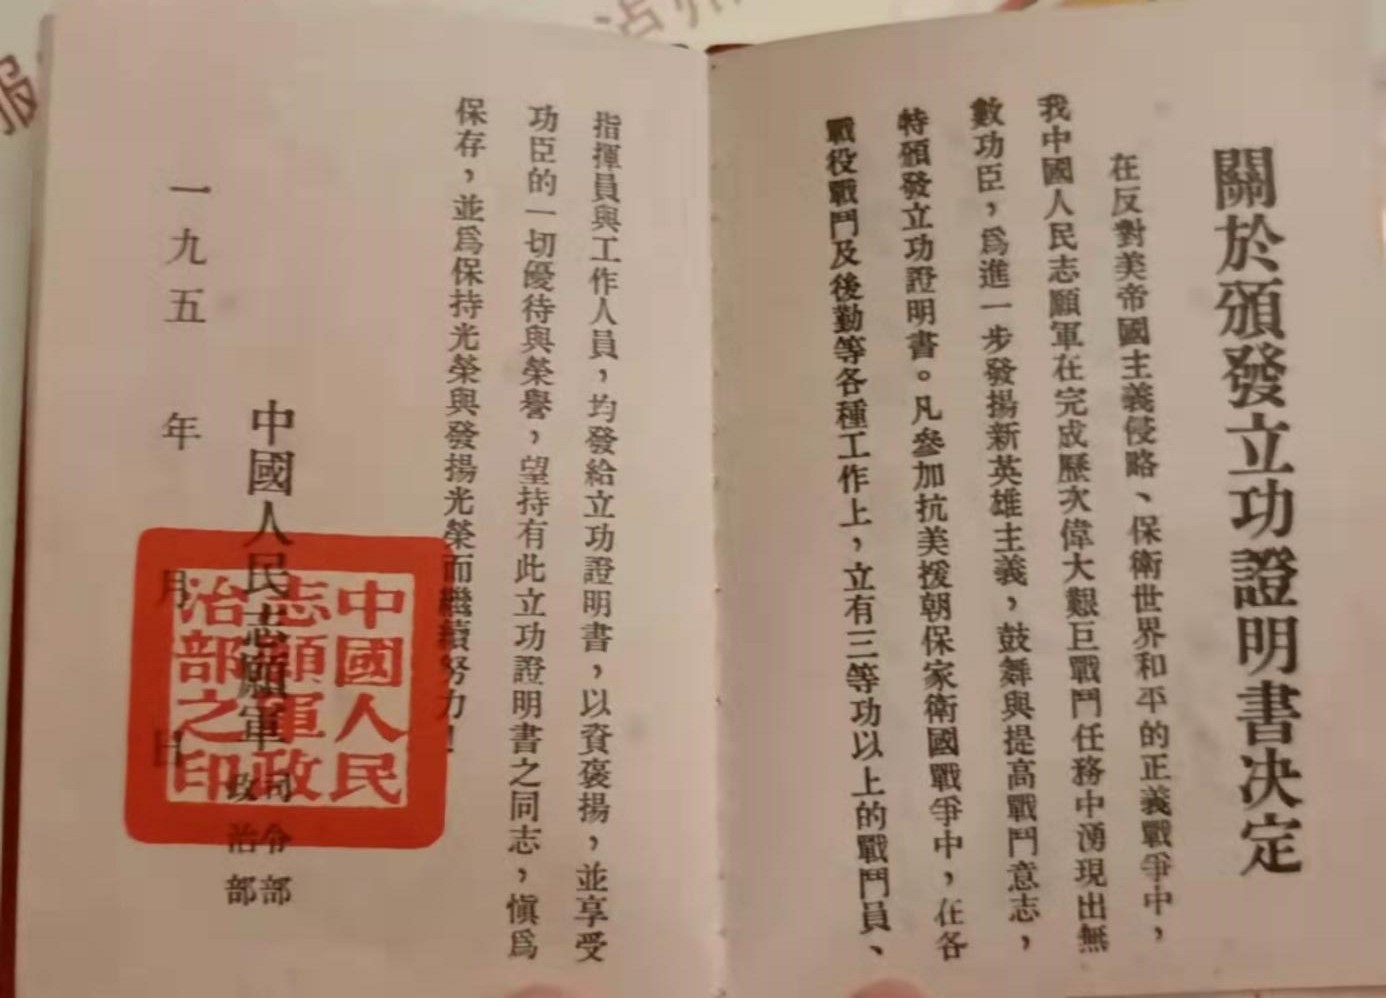 關於頒發立功證明書決定
在反對美帝國主義侵略、保衛世界和平的正義戰爭中，
我中國人民志願軍在完成歷次偉大艱巨戰鬥任務中湧現出無
數功臣，爲進一步發揚新英雄主義，鼓舞與提高戰鬥意志，
特頒發立功證明書。凡參加抗美援朝保家衛國戰爭中，在各
戰役戰鬥及後勤等各種工作上，立有三等功以上的戰鬥員、
指揮員與工作人員，均發給立功證明書，以資褒揚，並享受
功臣的一切優待與榮譽，望持有此立功證明書之同志，愼爲
保存，並爲保持光榮與發揚光榮而繼續努力！
中國人民志願軍
司令部
政治部
一九五 年 月 日
中國人民
志願軍政
治部之印
報